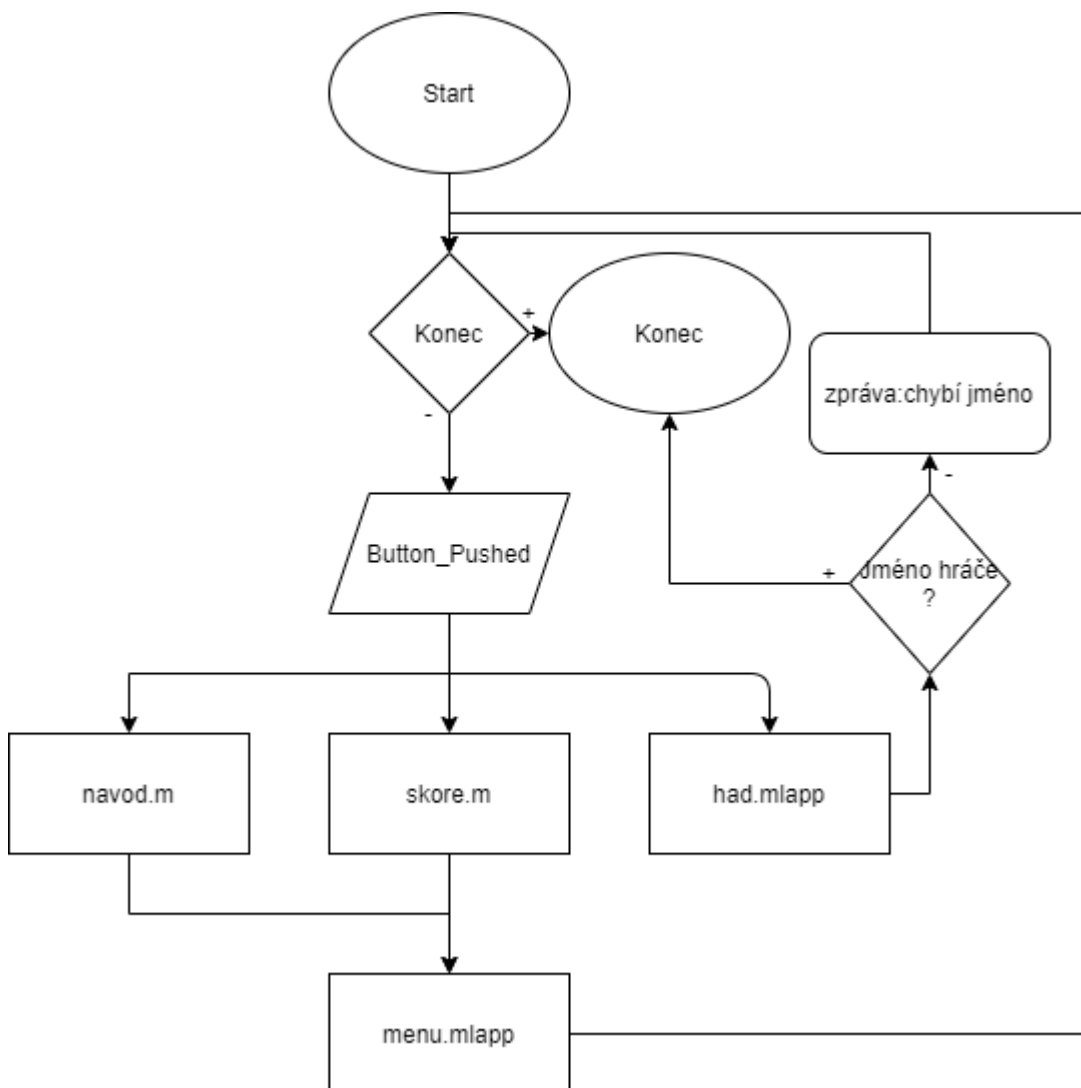 Start
Konec
+
Konec
-
zpráva:chybí jméno
-
Button_Pushed
+
Jméno hráče
?
navod.m
skore.m
had.mlapp
menu.mlapp